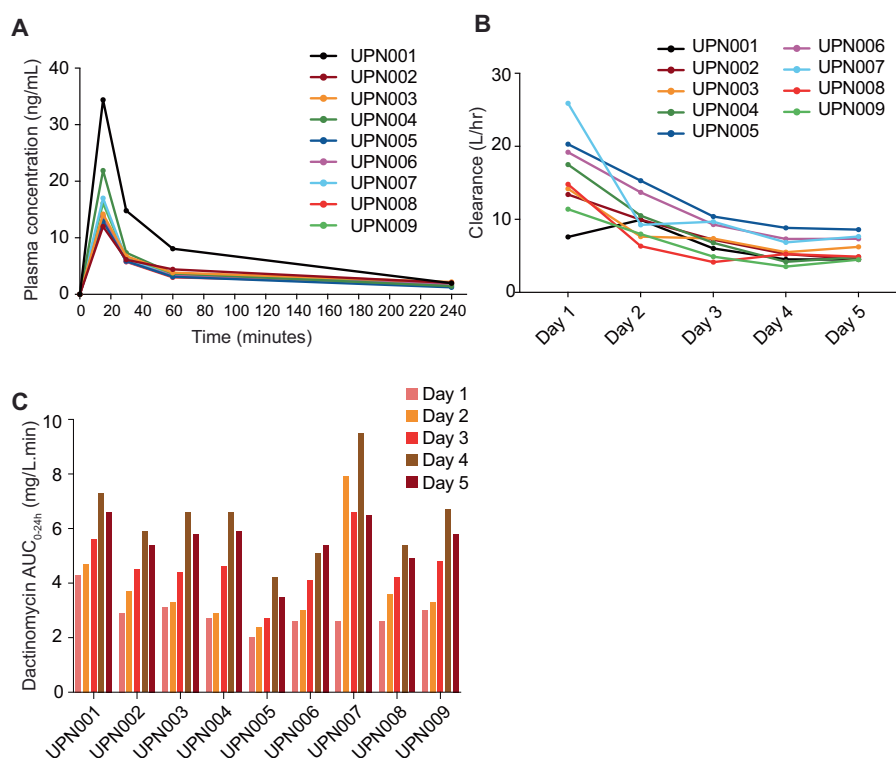 A
Plasma concentration (ng/mL)
40
30
20
10
0
0 20 40 60 80 100 120 140 160 180 200 220 240
Time (minutes)
UPN001
UPN002
UPN003
UPN004
UPN005
UPN006
UPN007
UPN008
UPN009
B
Clearance (L/hr)
30
20
10
0
Day 1 Day 2 Day 3 Day 4 Day 5
UPN001
UPN002
UPN003
UPN004
UPN005
UPN006
UPN007
UPN008
UPN009
C
Dactinomycin AUC0-24h (mg/L.min)
10
8
6
4
2
0
UPN001 UPN002 UPN003 UPN004 UPN005 UPN006 UPN007 UPN008 UPN009
Day 1
Day 2
Day 3
Day 4
Day 5